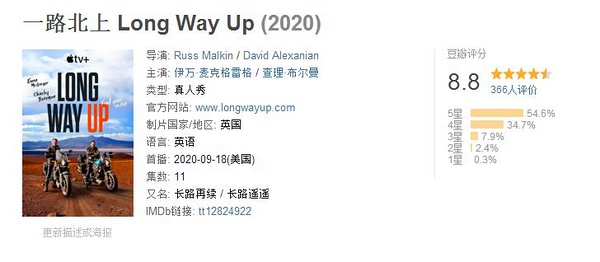 一路北上 Long Way Up (2020)
tv+
Ewan McGregor
Charley Boorman
LONG
WAY UP
导演: Russ Malkin / David Alexanian
主演: 伊万·麦克格雷格 / 查理·布尔曼
类型: 真人秀
官方网站: www.longwayup.com
制片国家/地区: 英国
语言: 英语
首播: 2020-09-18(美国)
集数: 11
又名: 长路再续 / 长路遥遥
IMDb链接: tt12824922
更新描述或海报
豆瓣评分
8.8
366人评价
5星 54.6%
4星 34.7%
3星 7.9%
2星 2.4%
1星 0.3%